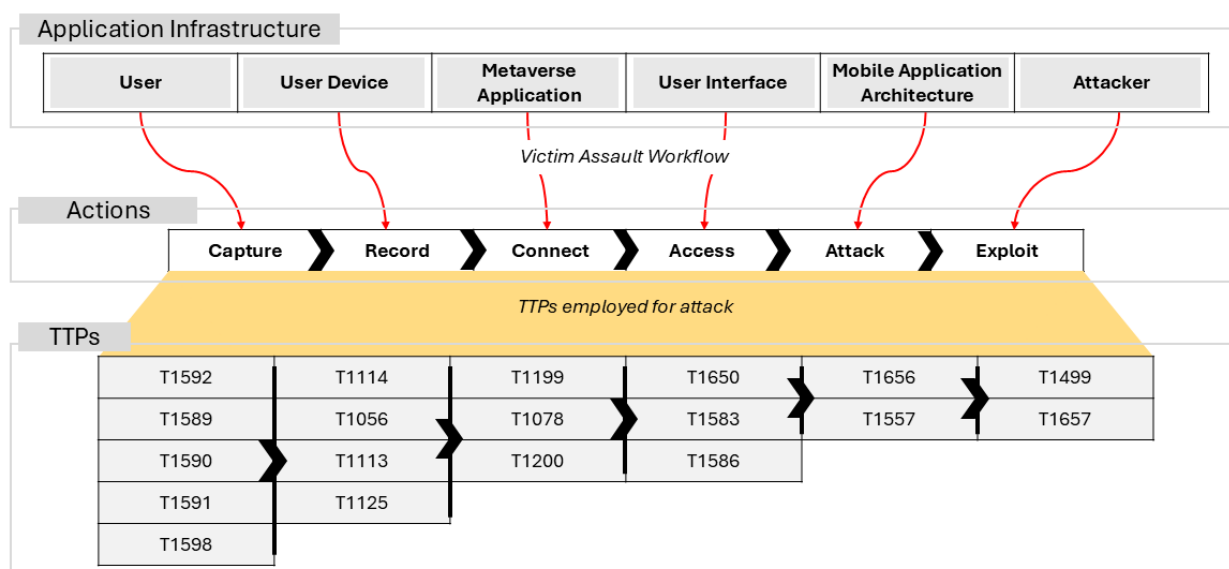 Application Infrastructure
User
User Device
Metaverse
Application
User Interface
Mobile Application
Architecture
Attacker
Victim Assault Workflow
Actions
Capture
Record
Connect
Access
Attack
Exploit
TTPs employed for attack
TTPs
T1592
T1114
T1199
T1650
T1656
T1499
T1589
T1056
T1078
T1583
T1557
T1657
T1590
T1113
T1200
T1586
T1591
T1125
T1598